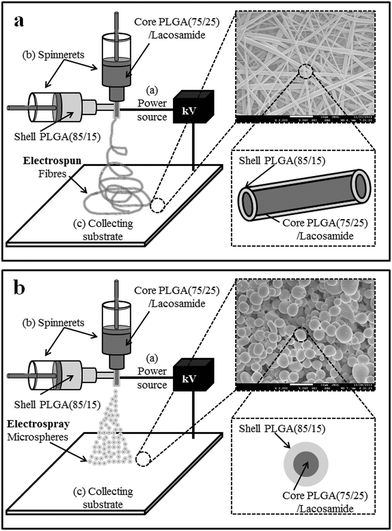 a
Core PLGA(75/25)
/Lacosamide
(b) Spinnerets
(a)
Power
source
kV
Shell PLGA(85/15)
Electrospun
Fibres
(c) Collecting
substrate
Shell PLGA(85/15)
Core PLGA(75/25)
/Lacosamide
b
Core PLGA(75/25)
/Lacosamide
(b) Spinnerets
(a)
Power
source
kV
Shell PLGA(85/15)
Electrospray
Microspheres
(c) Collecting
substrate
Shell PLGA(85/15)
Core PLGA(75/25)
/Lacosamide